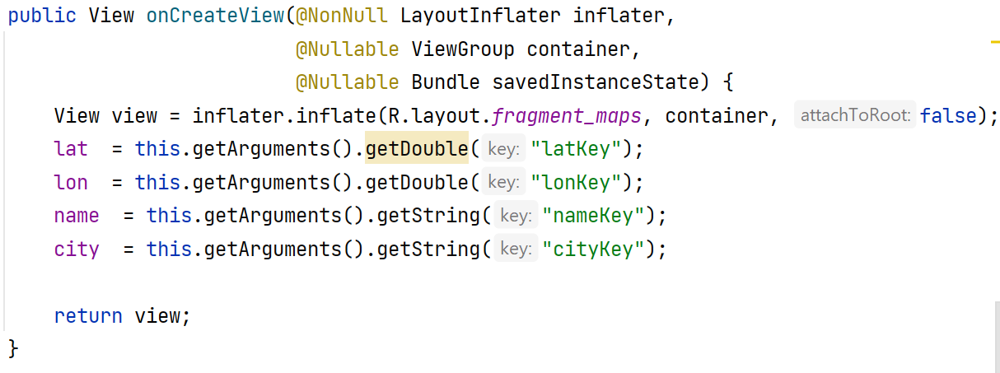 public View onCreateView(@NonNull LayoutInflater inflater,
@Nullable ViewGroup container,
@Nullable Bundle savedInstanceState) {
View view = inflater.inflate(R.layout.fragment_maps, container, attachToRoot: false);
lat = this.getArguments().getDouble( key: "latKey");
lon = this.getArguments().getDouble( key: "lonKey");
name = this.getArguments().getString( key: "nameKey");
city = this.getArguments().getString( key: "cityKey");
return view;
}